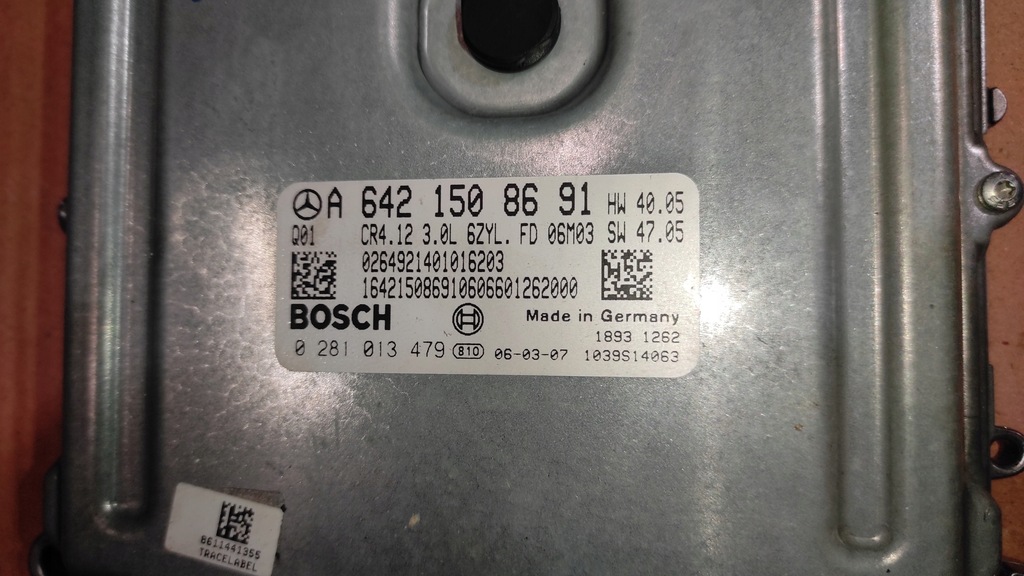 A 642 150 86 91 HW 40.05
Q01 CR4.12 3.0L 6ZYL. FD 06M03 SW 47.05
0264921401016203
164215086910606601262000
BOSCH Made in Germany
1893 1262
0 281 013 479 810 06-03-07 1039S14063
8611441355
TRACELABEL